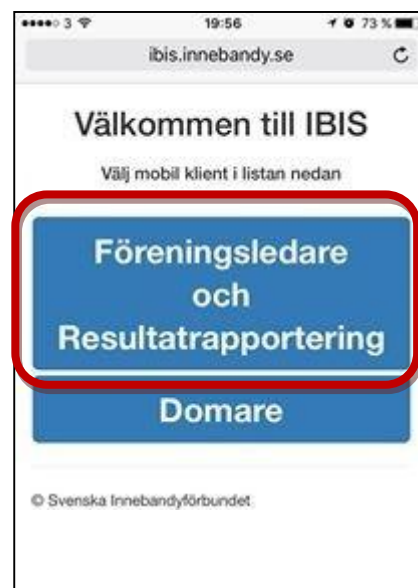 3 19:56 73 %
ibis.innebandy.se
Välkommen till IBIS
Välj mobil klient i listan nedan
Föreningsledare
och
Resultatrapportering
Domare
© Svenska Innebandyförbundet